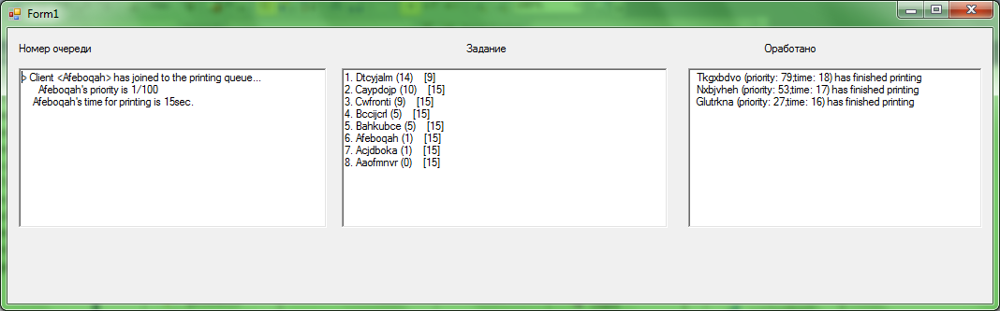 Form1
Номер очереди
Задание
Оработано
> Client <Afeboqah> has joined to the printing queue...
Afeboqah's priority is 1/100
Afeboqah's time for printing is 15sec.
1. Dtcyjalm (14) [9]
2. Caypdojp (10) [15]
3. Cwfronti (9) [15]
4. Bccijcrl (5) [15]
5. Bahkubce (5) [15]
6. Afeboqah (1) [15]
7. Acjdboka (1) [15]
8. Aaofmnvr (0) [15]
Tkgxbdvo (priority: 79;time: 18) has finished printing
Nxbjvheh (priority: 53;time: 17) has finished printing
Glutrkna (priority: 27;time: 16) has finished printing